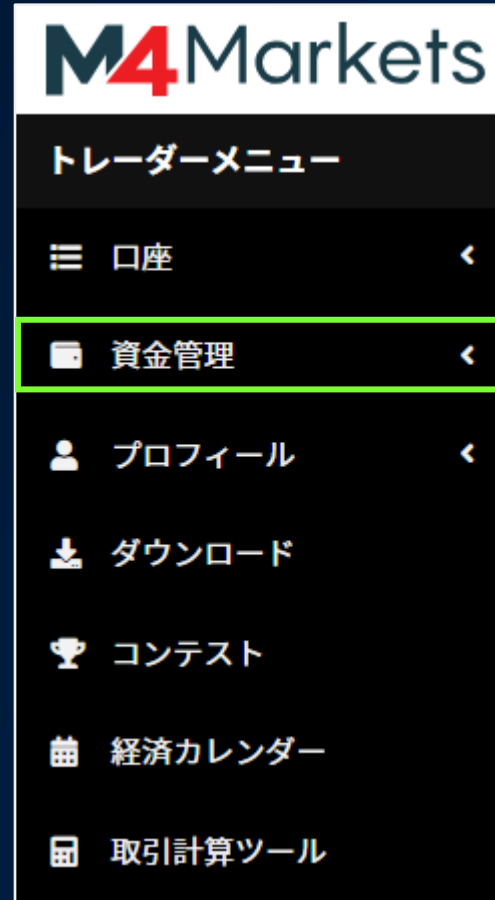 M4Markets
トレーダーメニュー
口座
資金管理
プロフィール
ダウンロード
コンテスト
経済カレンダー
取引計算ツール